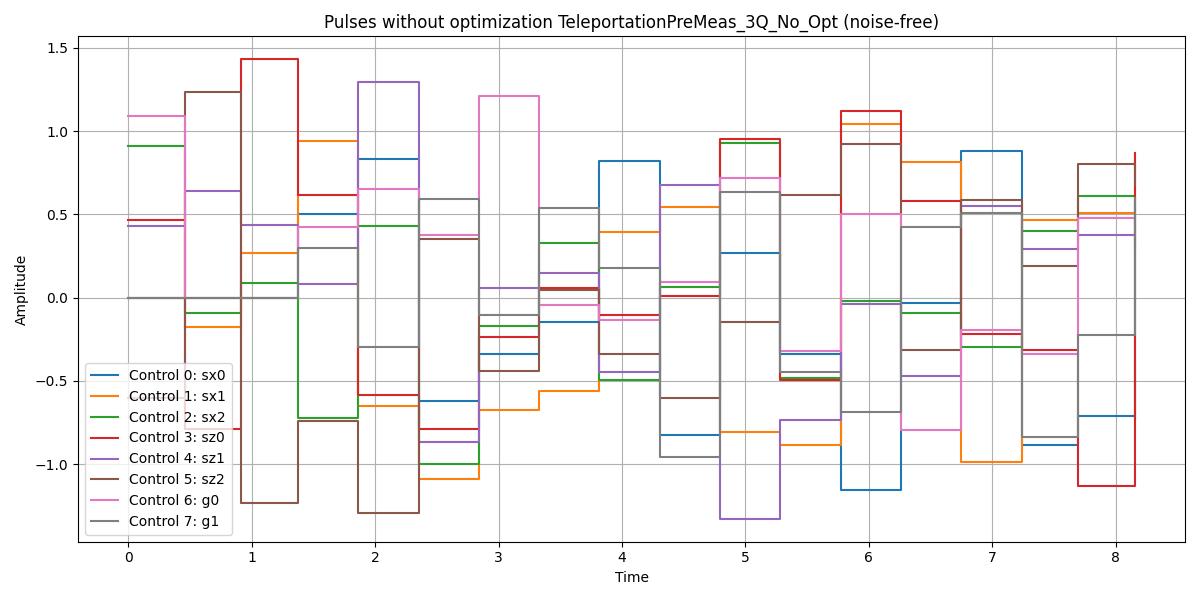 Pulses without optimization TeleportationPreMeas_3Q_No_Opt (noise-free)
Amplitude
1.5
1.0
0.5
0.0
−0.5
−1.0
Control 0: sx0
Control 1: sx1
Control 2: sx2
Control 3: sz0
Control 4: sz1
Control 5: sz2
Control 6: g0
Control 7: g1
0 1 2 3 4 5 6 7 8
Time